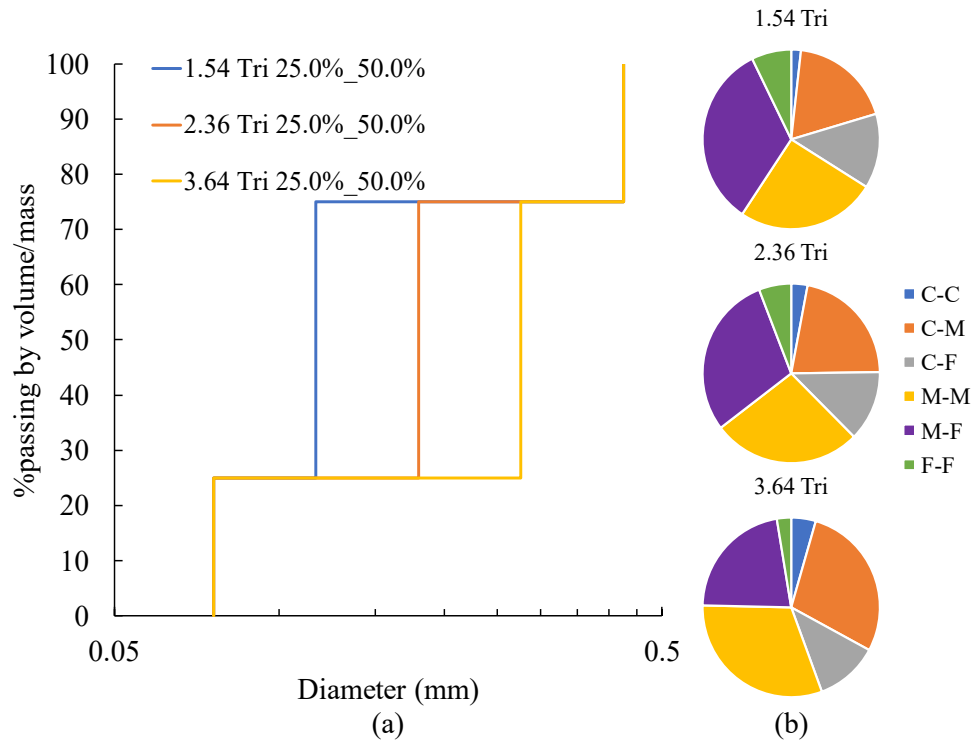 1.54 Tri 25.0%_50.0%
2.36 Tri 25.0%_50.0%
3.64 Tri 25.0%_50.0%
%passing by volume/mass
100
90
80
70
60
50
40
30
20
10
0
0.05
0.5
Diameter (mm)
(a)
1.54 Tri
2.36 Tri
3.64 Tri
C-C
C-M
C-F
M-M
M-F
F-F
(b)